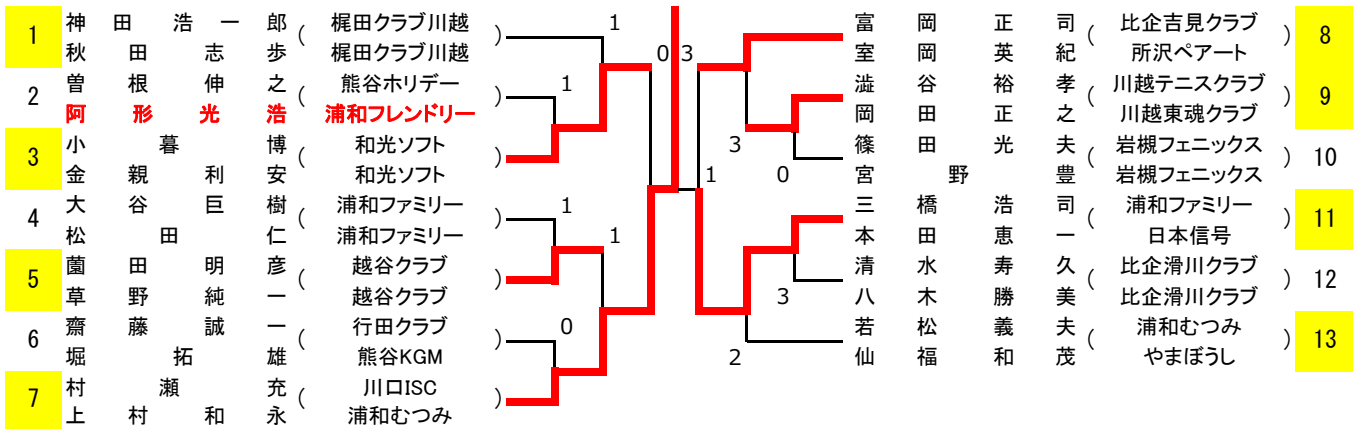 1 神田浩一郎 ( 梶田クラブ川越 )
秋田志歩 梶田クラブ川越
2 曽根伸之 ( 熊谷ホリデー )
阿形光浩 浦和フレンドリー
3 小暮博 ( 和光ソフト )
金親利安 和光ソフト
4 大谷巨樹 ( 浦和ファミリー )
松田仁 浦和ファミリー
5 薗田明彦 ( 越谷クラブ )
草野純一 越谷クラブ
6 齋藤誠一 ( 行田クラブ )
堀拓雄 熊谷KGM
7 村瀬充 ( 川口ISC )
上村和永 浦和むつみ
1
1
1
1
0
0 3
3
0
1
3
2
富岡正司 ( 比企吉見クラブ ) 8
室岡英紀 所沢ペアート
澁谷裕孝 ( 川越テニスクラブ ) 9
岡田正之 川越東魂クラブ
篠田光夫 ( 岩槻フェニックス ) 10
宮野豊 岩槻フェニックス
三橋浩司 ( 浦和ファミリー ) 11
本田恵一 日本信号
清水寿久 ( 比企滑川クラブ ) 12
八木勝美 比企滑川クラブ
若松義夫 ( 浦和むつみ ) 13
仙福和茂 やまぼうし